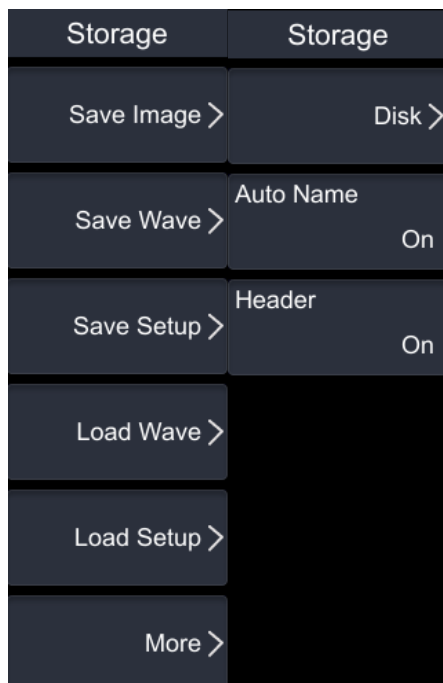 Storage
Save Image >
Save Wave >
Save Setup >
Load Wave >
Load Setup >
More >
Storage
Disk >
Auto Name
On
Header
On